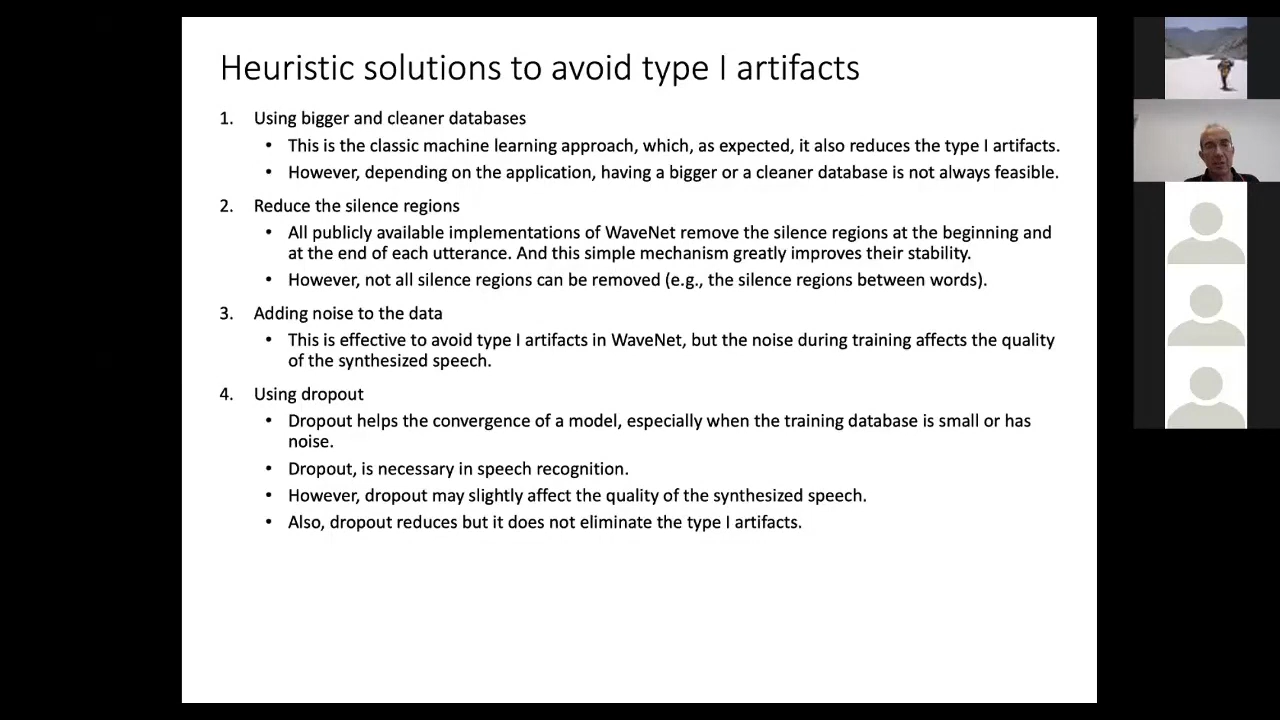 Heuristic solutions to avoid type I artifacts
1. Using bigger and cleaner databases
• This is the classic machine learning approach, which, as expected, it also reduces the type I artifacts.
• However, depending on the application, having a bigger or a cleaner database is not always feasible.
2. Reduce the silence regions
• All publicly available implementations of WaveNet remove the silence regions at the beginning and
at the end of each utterance. And this simple mechanism greatly improves their stability.
• However, not all silence regions can be removed (e.g., the silence regions between words).
3. Adding noise to the data
• This is effective to avoid type I artifacts in WaveNet, but the noise during training affects the quality
of the synthesized speech.
4. Using dropout
• Dropout helps the convergence of a model, especially when the training database is small or has
noise.
• Dropout, is necessary in speech recognition.
• However, dropout may slightly affect the quality of the synthesized speech.
• Also, dropout reduces but it does not eliminate the type I artifacts.